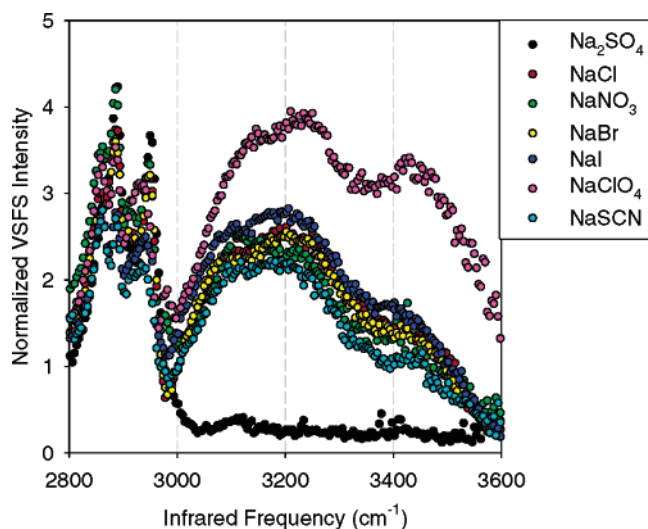 5
4
3
2
1
0
Normalized VSFS Intensity
2800 3000 3200 3400 3600
Infrared Frequency (cm⁻¹)
Na₂SO₄
NaCl
NaNO₃
NaBr
NaI
NaClO₄
NaSCN